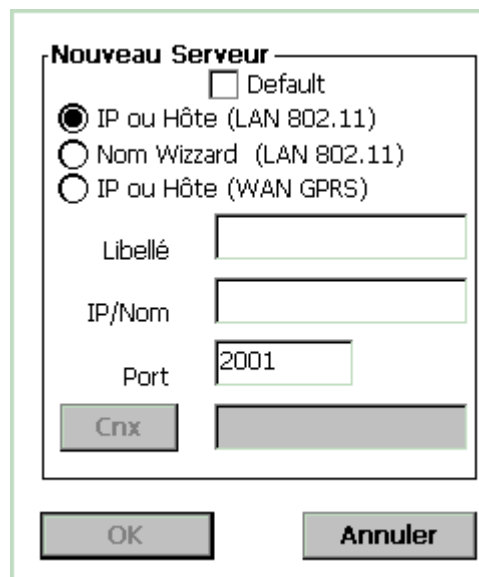 Nouveau Serveur
Default
IP ou Hôte (LAN 802.11)
Nom Wizzard (LAN 802.11)
IP ou Hôte (WAN GPRS)
Libellé
IP/Nom
Port 2001
Cnx
OK Annuler